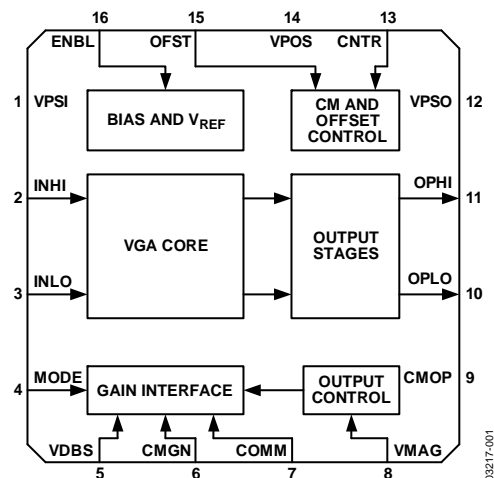 16 15 14 13
ENBL OFST VPOS CNTR
1 VPSI
BIAS AND VREF
CM AND
OFFSET
CONTROL
VPSO 12
2 INHI
OPHI 11
VGA CORE
OUTPUT
STAGES
3 INLO
OPLO 10
4 MODE
GAIN INTERFACE
OUTPUT
CONTROL
CMOP 9
VDBS CMGN COMM VMAG
5 6 7 8
03217-001